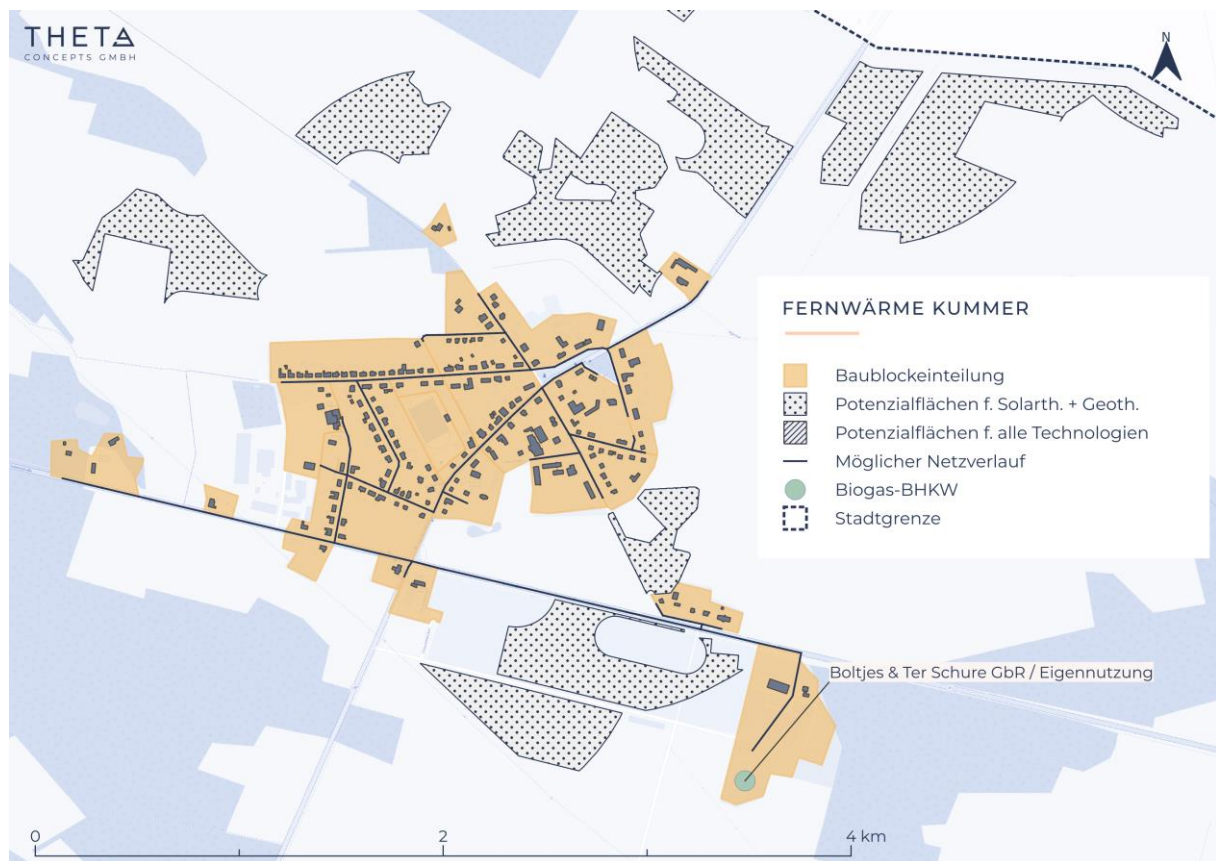 THETA
CONCEPTS GMBH
N
FERNWÄRME KUMMER
Baublockeinteilung
Potenzialflächen f. Solarth. + Geoth.
Potenzialflächen f. alle Technologien
Möglicher Netzverlauf
Biogas-BHKW
Stadtgrenze
Boltjes & Ter Schure GbR / Eigennutzung
0 2 4 km